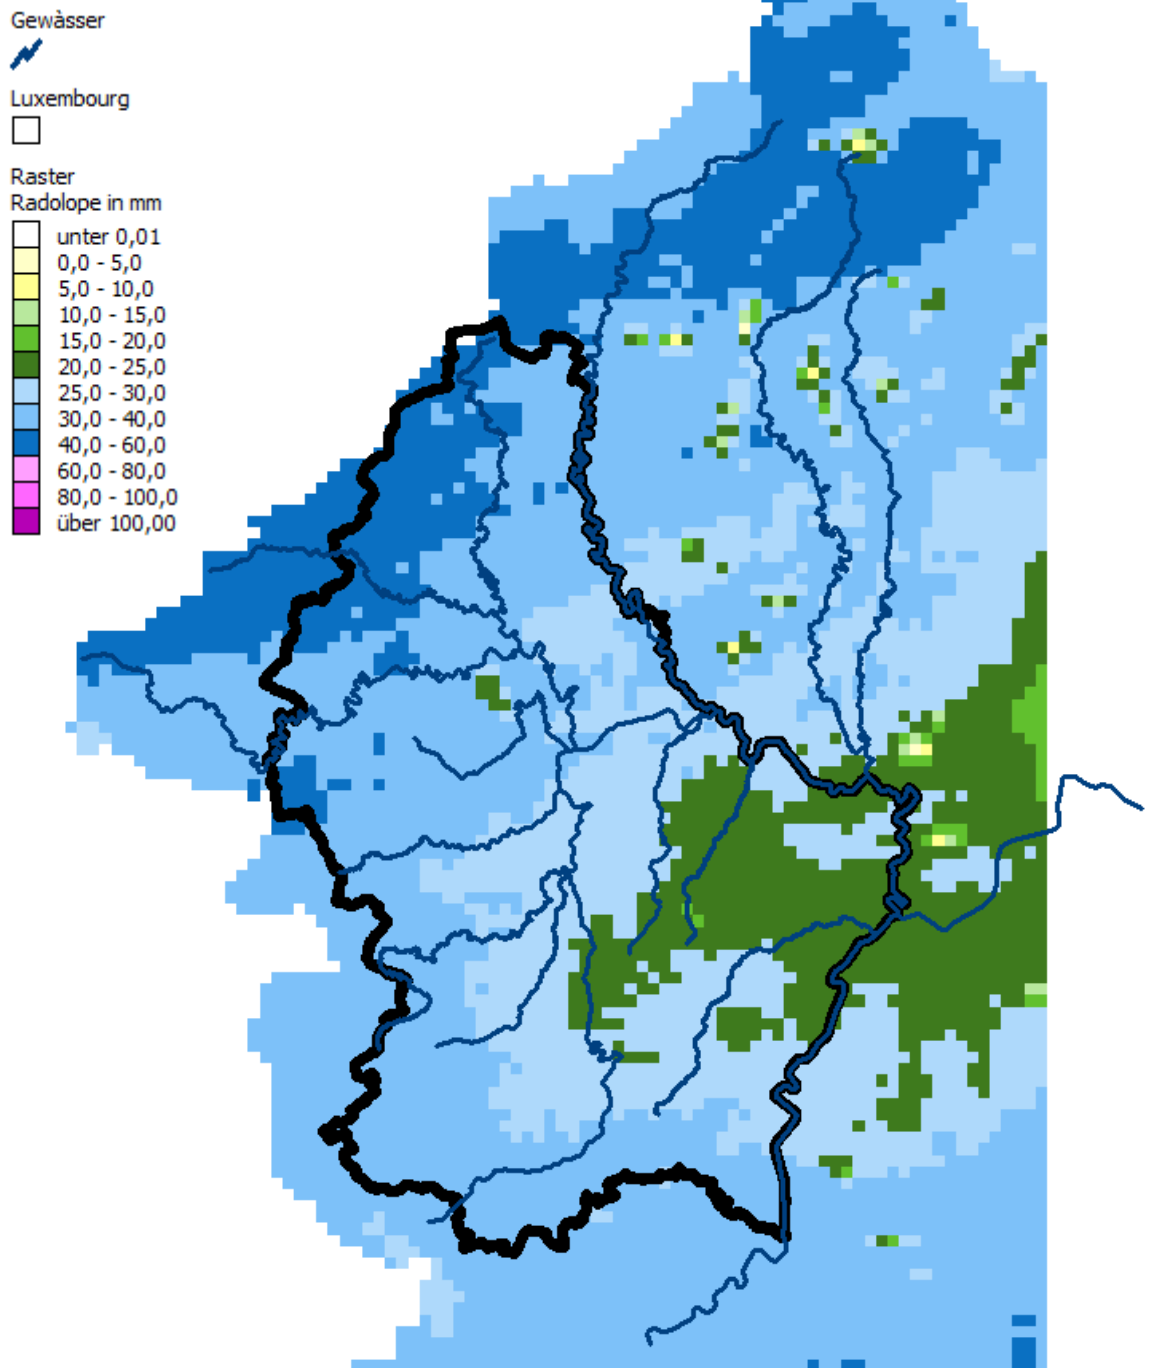 Gewàsser
Luxembourg
Raster
Radolope in mm
unter 0,01
0,0 - 5,0
5,0 - 10,0
10,0 - 15,0
15,0 - 20,0
20,0 - 25,0
25,0 - 30,0
30,0 - 40,0
40,0 - 60,0
60,0 - 80,0
80,0 - 100,0
über 100,00